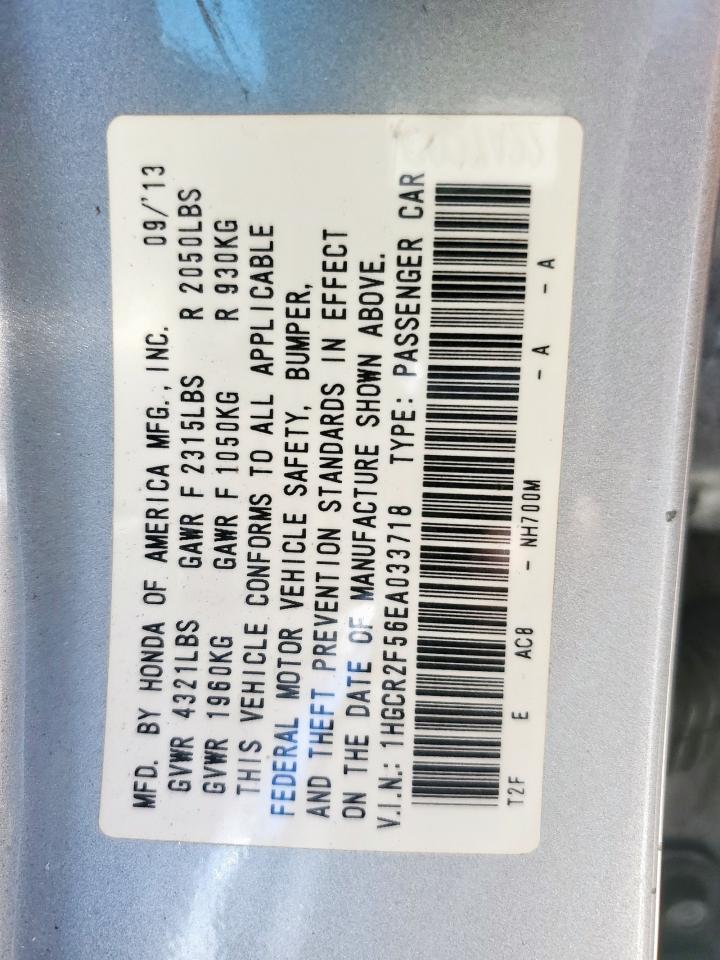 MFD. BY HONDA OF AMERICA MFG., INC. 09/'13
GVWR 4321LBS GAWR F 2315LBS R 2050LBS
GVWR 1960KG GAWR F 1050KG R 930KG
THIS VEHICLE CONFORMS TO ALL APPLICABLE
FEDERAL MOTOR VEHICLE SAFETY, BUMPER,
AND THEFT PREVENTION STANDARDS IN EFFECT
ON THE DATE OF MANUFACTURE SHOWN ABOVE.
V.I.N.: 1HGCR2F56EA033718 TYPE: PASSENGER CAR
T2F E AC8 - NH700M - A - A